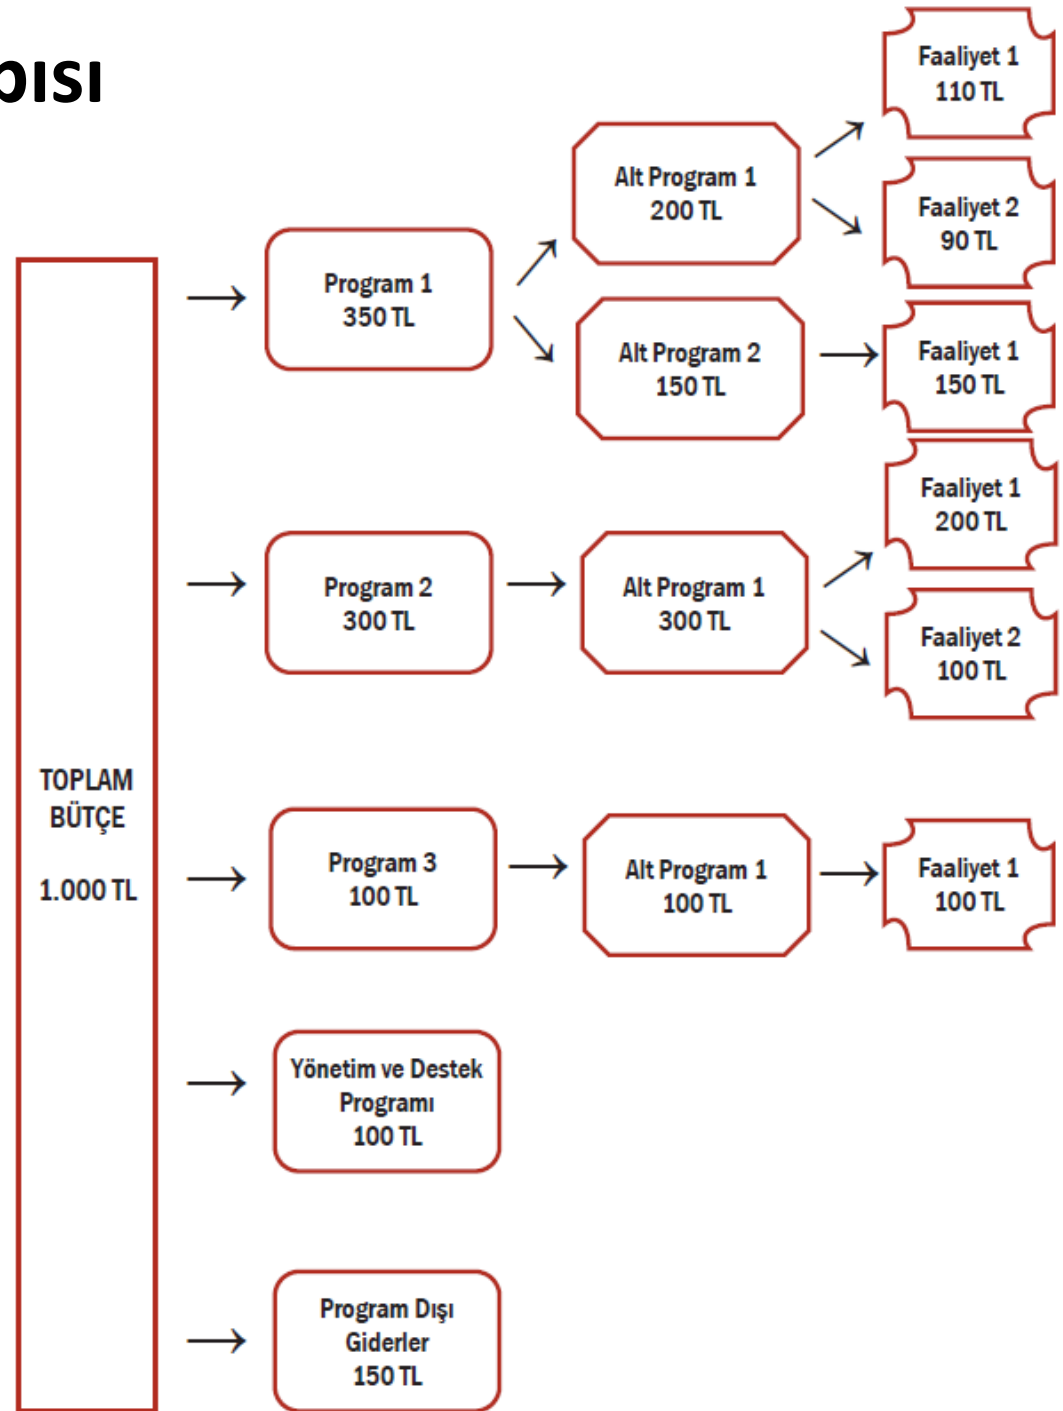 pısı
TOPLAM
BÜTÇE
1.000 TL
Program 1
350 TL
Alt Program 1
200 TL
Faaliyet 1
110 TL
Faaliyet 2
90 TL
Alt Program 2
150 TL
Faaliyet 1
150 TL
Program 2
300 TL
Alt Program 1
300 TL
Faaliyet 1
200 TL
Faaliyet 2
100 TL
Program 3
100 TL
Alt Program 1
100 TL
Faaliyet 1
100 TL
Yönetim ve Destek
Programı
100 TL
Program Dışı
Giderler
150 TL